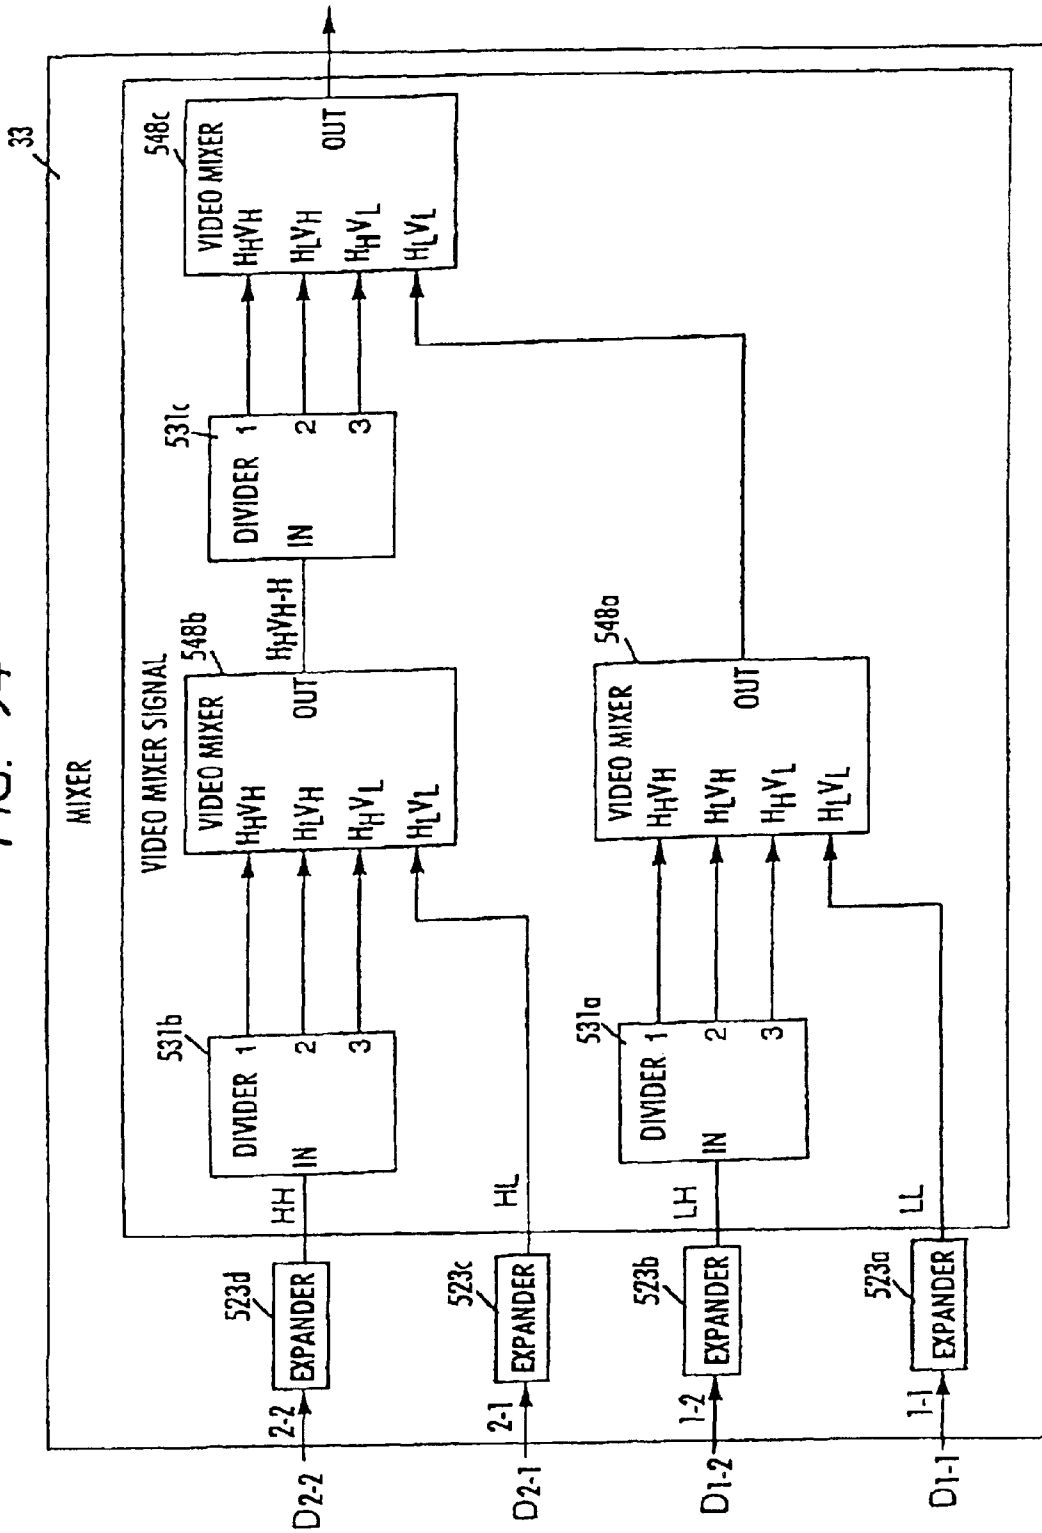 FIG. 94
33
MIXER
VIDEO MIXER SIGNAL
D2-2
2-2
523d
EXPANDER
HH
531b
DIVIDER
IN
1
2
3
548b
VIDEO MIXER
HHVH
HLVH
HHVL
HLVL
OUT
HHVH-H
531c
DIVIDER
IN
1
2
3
548c
VIDEO MIXER
HHVH
HLVH
HHVL
HLVL
OUT
D2-1
2-1
523c
EXPANDER
HL
D1-2
1-2
523b
EXPANDER
LH
531a
DIVIDER
IN
1
2
3
548a
VIDEO MIXER
HHVH
HLVH
HHVL
HLVL
OUT
D1-1
1-1
523a
EXPANDER
LL